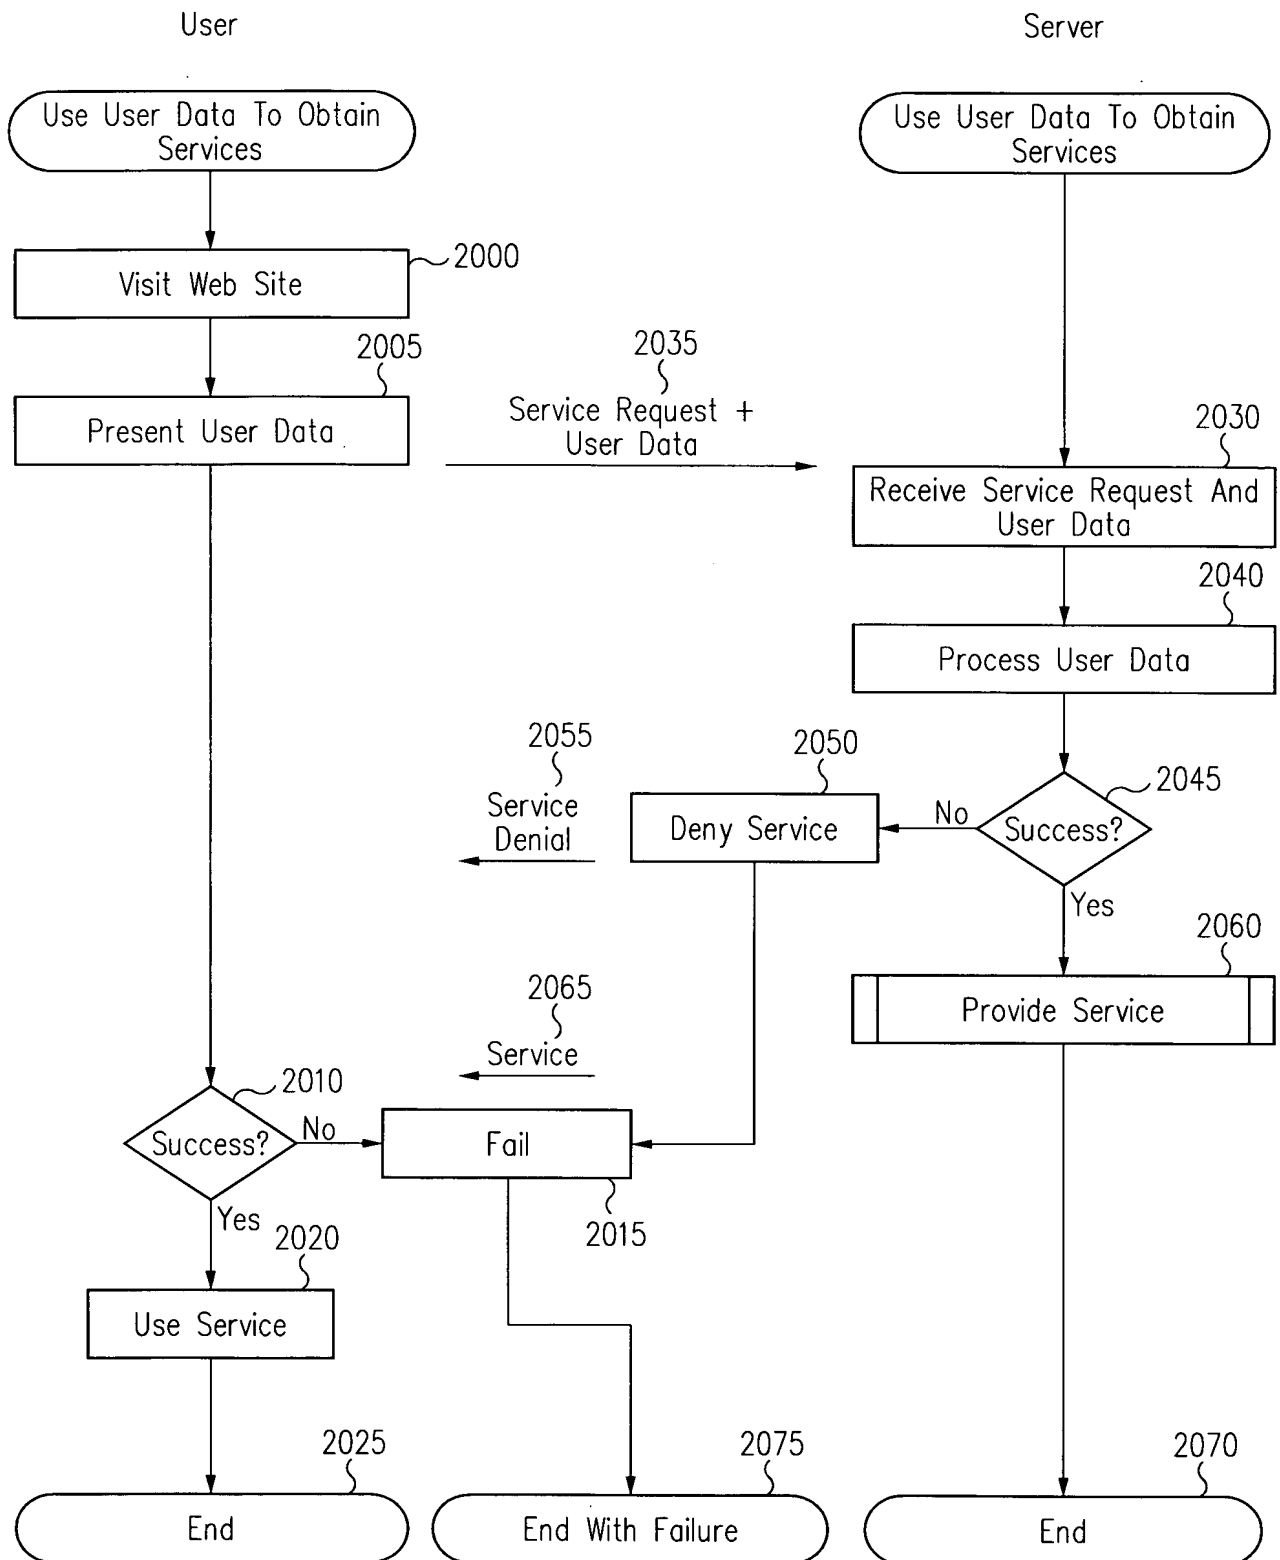 User
Server
Use User Data To Obtain
Services
Use User Data To Obtain
Services
2000
Visit Web Site
2005
Present User Data
2035
Service Request +
User Data
2030
Receive Service Request And
User Data
2040
Process User Data
2055
Service
Denial
2050
Deny Service
No
2045
Success?
Yes
2060
Provide Service
2065
Service
2010
Success?
No
Fail
2015
Yes
2020
Use Service
2025
End
2075
End With Failure
2070
End